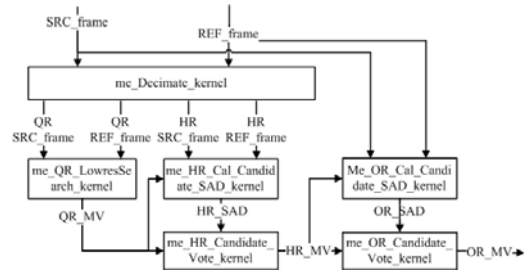 SRC_frame
REF_frame
me_Decimate_kernel
QR
SRC_frame
QR
REF_frame
HR
SRC_frame
HR
REF_frame
me_QR_LowresSe
arch_kernel
me_HR_Cal_Candid
ate_SAD_kernel
Me_OR_Cal_Candi
date_SAD_kernel
QR_MV
HR_SAD
OR_SAD
me_HR_Candidate_
Vote_kernel
HR_MV
me_OR_Candidate_
Vote_kernel
OR_MV